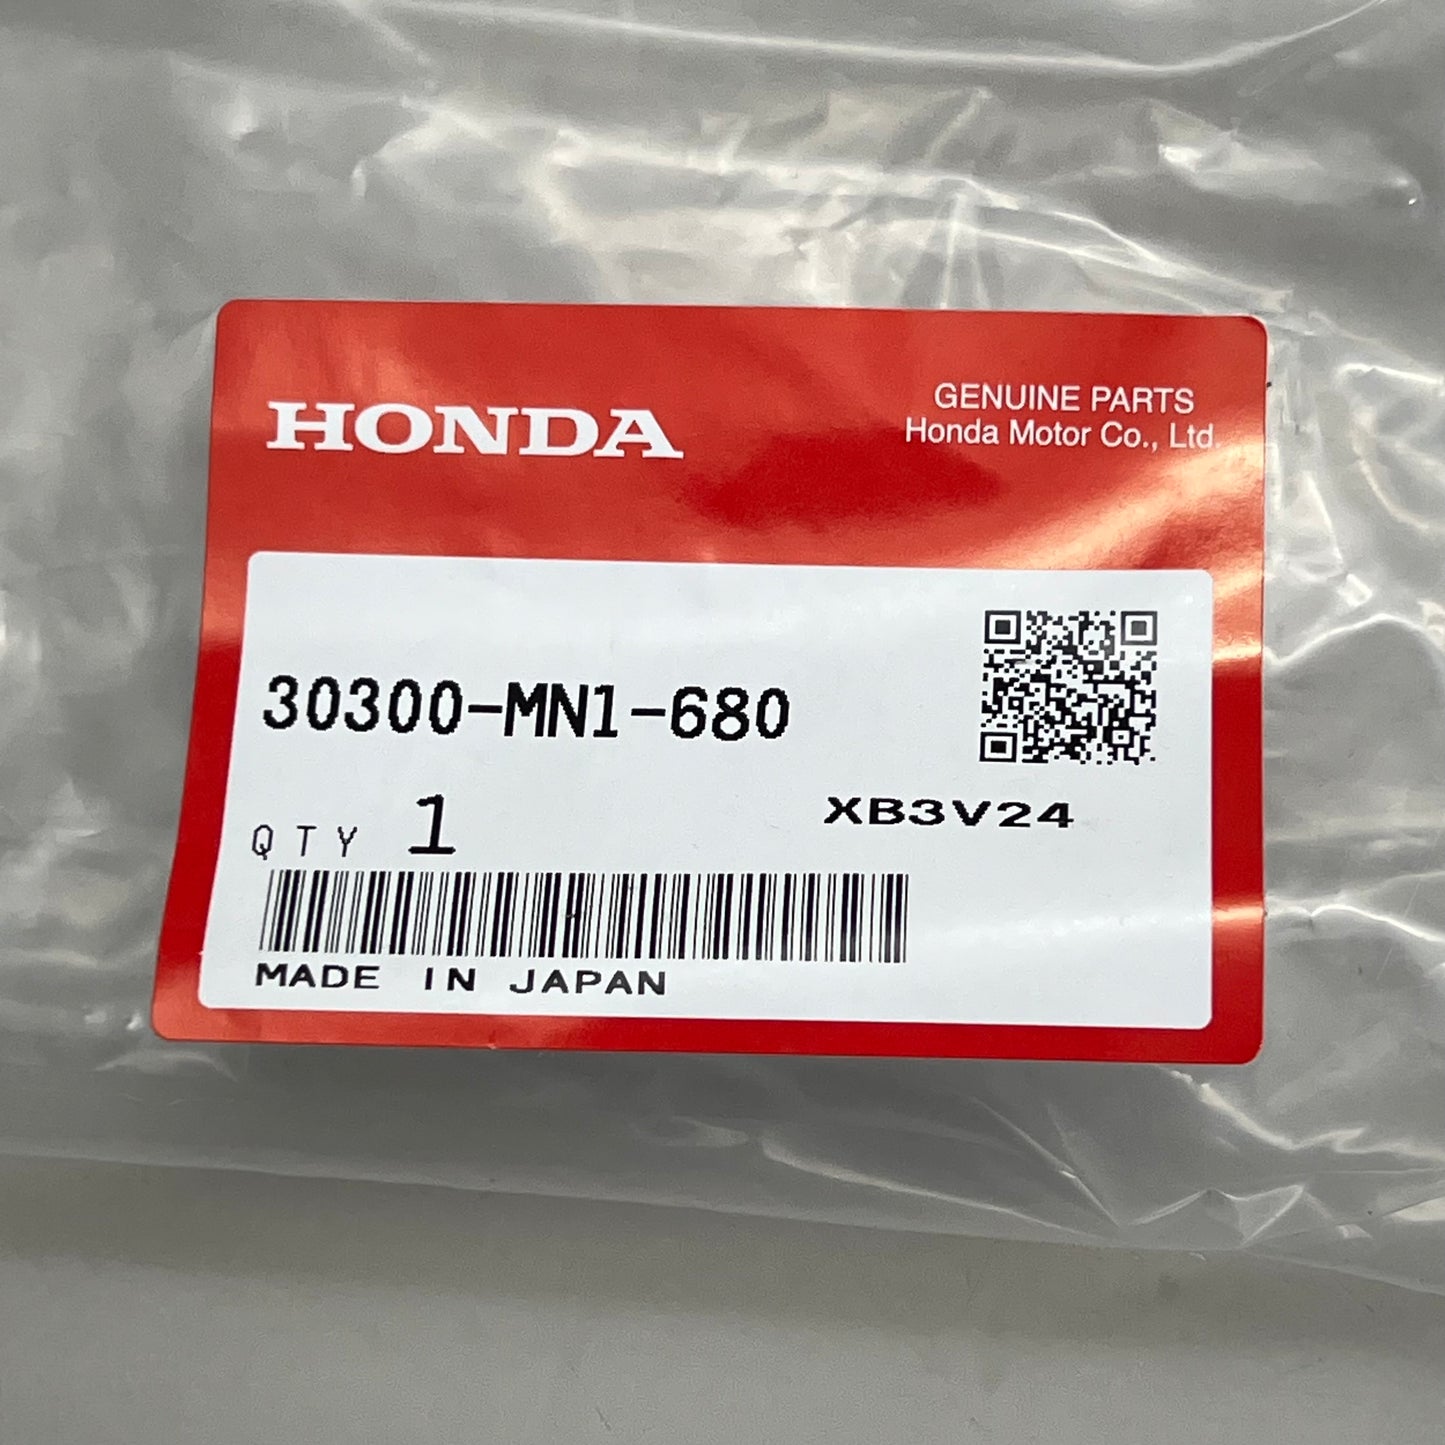 HONDA
GENUINE PARTS
Honda Motor Co., Ltd.
30300-MN1-680
QTY 1
XB3V24
MADE IN JAPAN